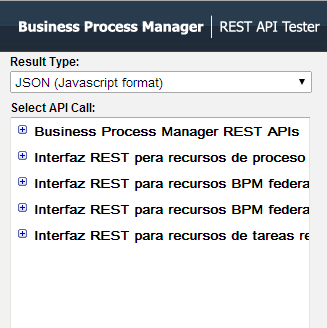 Business Process Manager | REST API Tester
Result Type:
JSON (Javascript format)
Select API Call:
Business Process Manager REST APIs
Interfaz REST pera recursos de proceso
Interfaz REST para recursos BPM federa
Interfaz REST para recursos BPM federa
Interfaz REST para recursos de tareas re